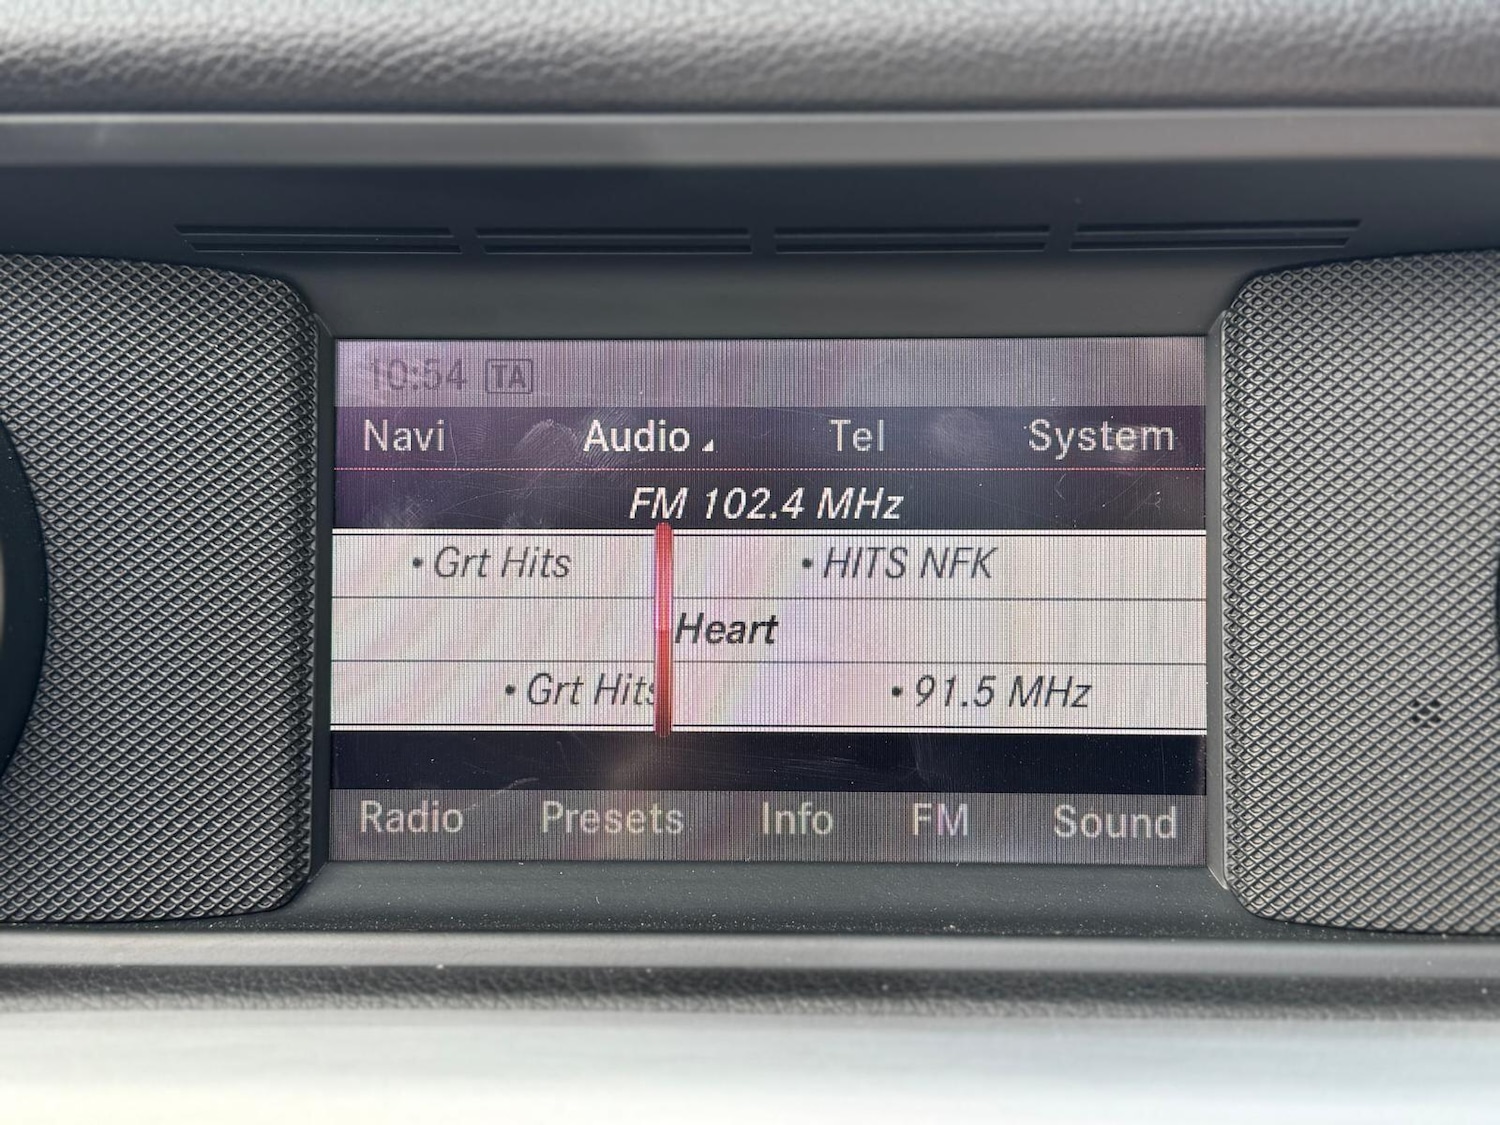 10:54 TA
Navi Audio Tel System
FM 102.4 MHz
• Grt Hits • HITS NFK
Heart
• Grt Hits • 91.5 MHz
Radio Presets Info FM Sound